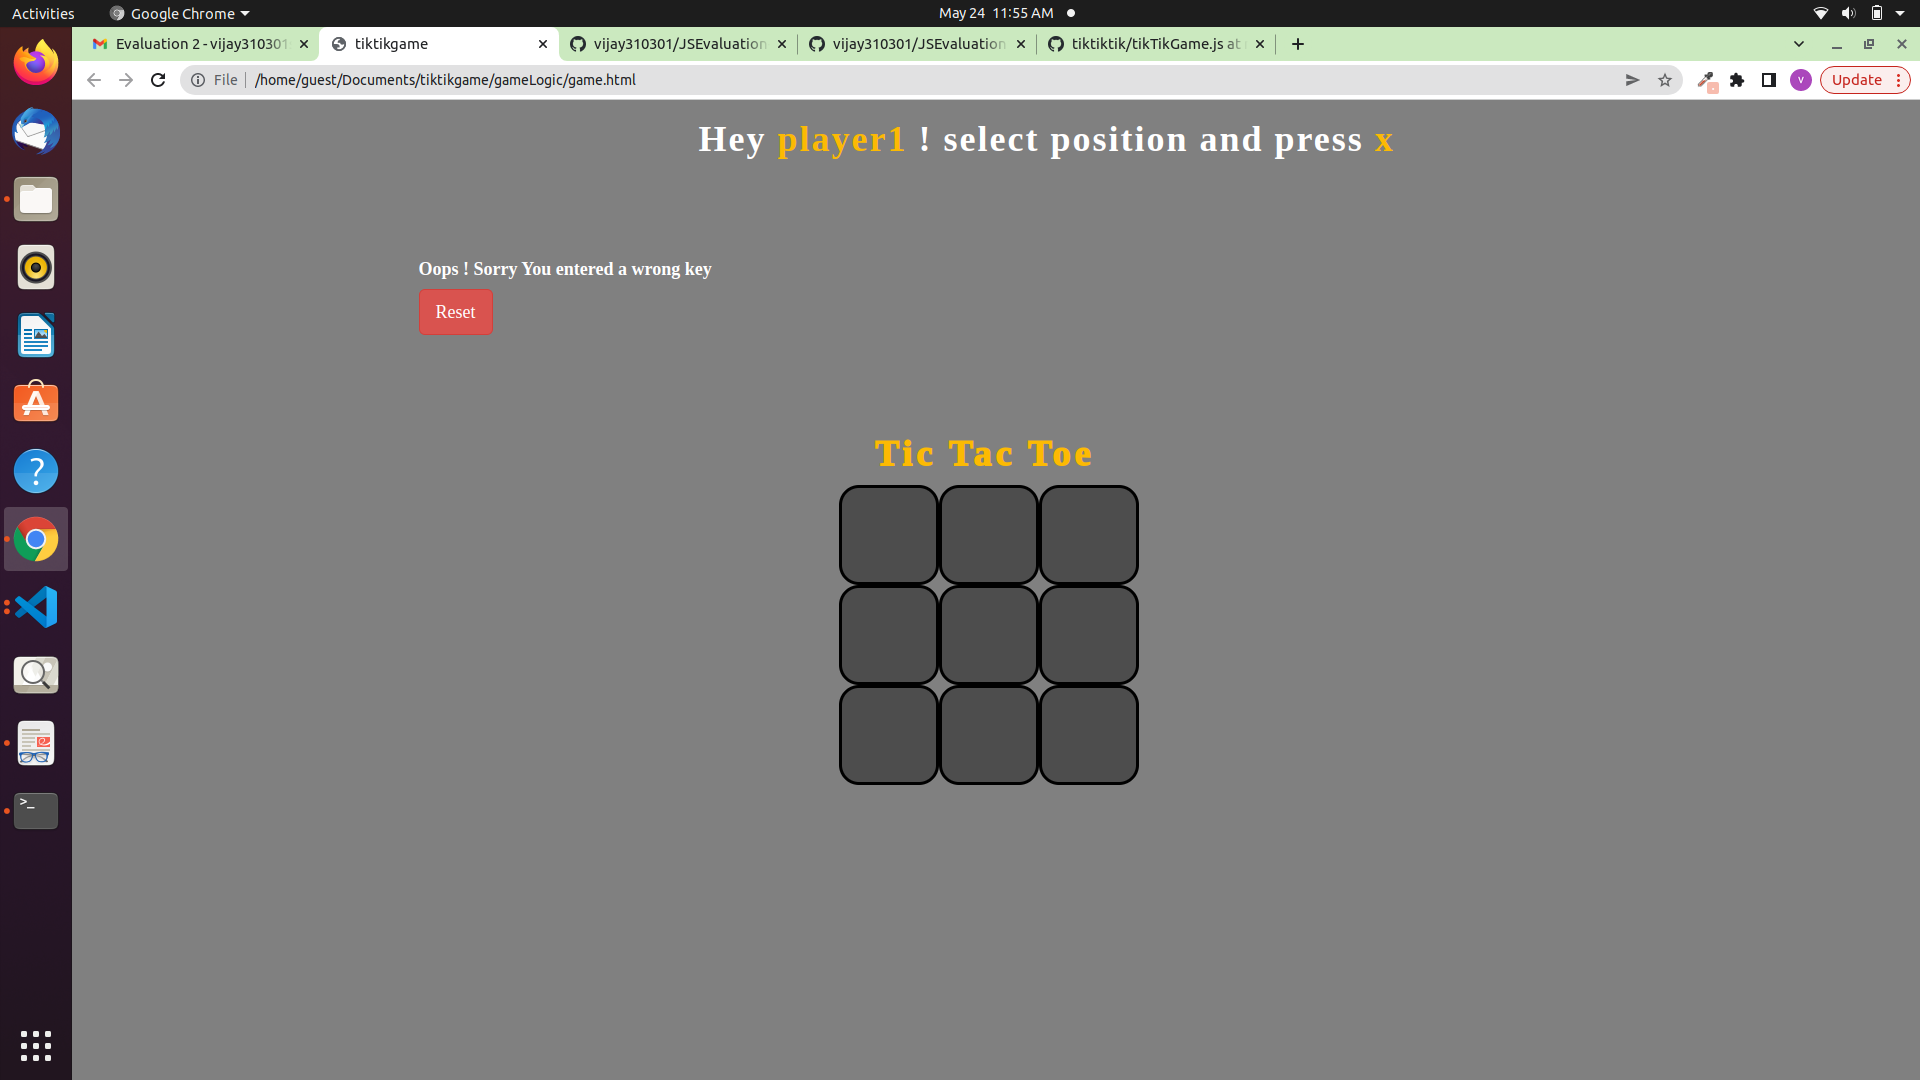 Activities Google Chrome May 24 11:55 AM
Evaluation 2 - vijay310301 tiktikgame vijay310301/JSEvaluation vijay310301/JSEvaluation tiktiktik/tikTikGame.js at
File /home/guest/Documents/tiktikgame/gameLogic/game.html V Update
Hey player1 ! select position and press x
Oops ! Sorry You entered a wrong key
Reset
Tic Tac Toe